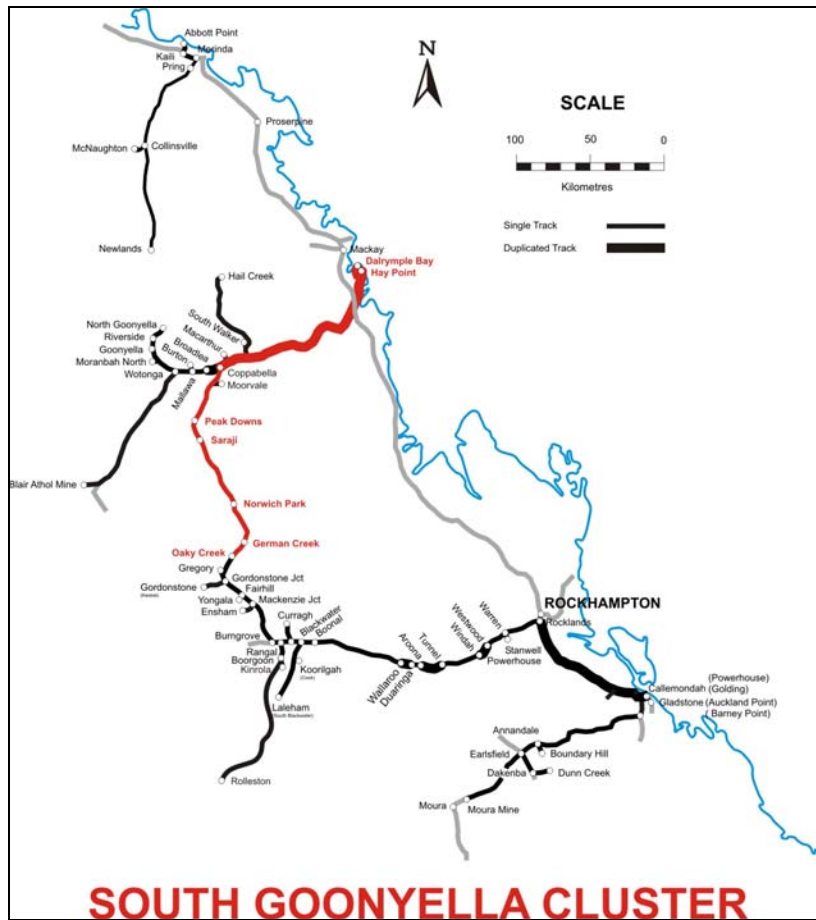 Abbott Point
Kaili
Merinda
Pring
N
SCALE
100 50 0
Kilometres
Single Track
Duplicated Track
Proserpine
McNaughton
Collinsville
Newlands
Mackay
Dalrymple Bay
Hay Point
Hail Creek
South Walker
Macarthur
North Goonyella
Riverside
Goonyella
Moranbah North
Wotonga
Burton
Broadlea
Mallawa
Coppabella
Moorvale
Peak Downs
Saraji
Blair Athol Mine
Norwich Park
German Creek
Oaky Creek
Gregory
Gordonstone Jct
Gordonstone
Fairhill
Yongala
Mackenzie Jct
Ensham
Curragh
Blackwater
Boonal
Burngrove
Rangal
Boorgoon
Kinrola
Koorilgah
(Cook)
Laleham
(South Blackwater)
Rolleston
Wallaroo
Duaringa
Aroona
Tunnel
Windah
Westwood
Warren
Stanwell
Powerhouse
ROCKHAMPTON
Rocklands
Callemondah (Powerhouse)
(Golding)
Gladstone (Auckland Point)
( Barney Point)
Annandale
Earlsfield
Boundary Hill
Dakenba
Dunn Creek
Moura
Moura Mine
SOUTH GOONYELLA CLUSTER